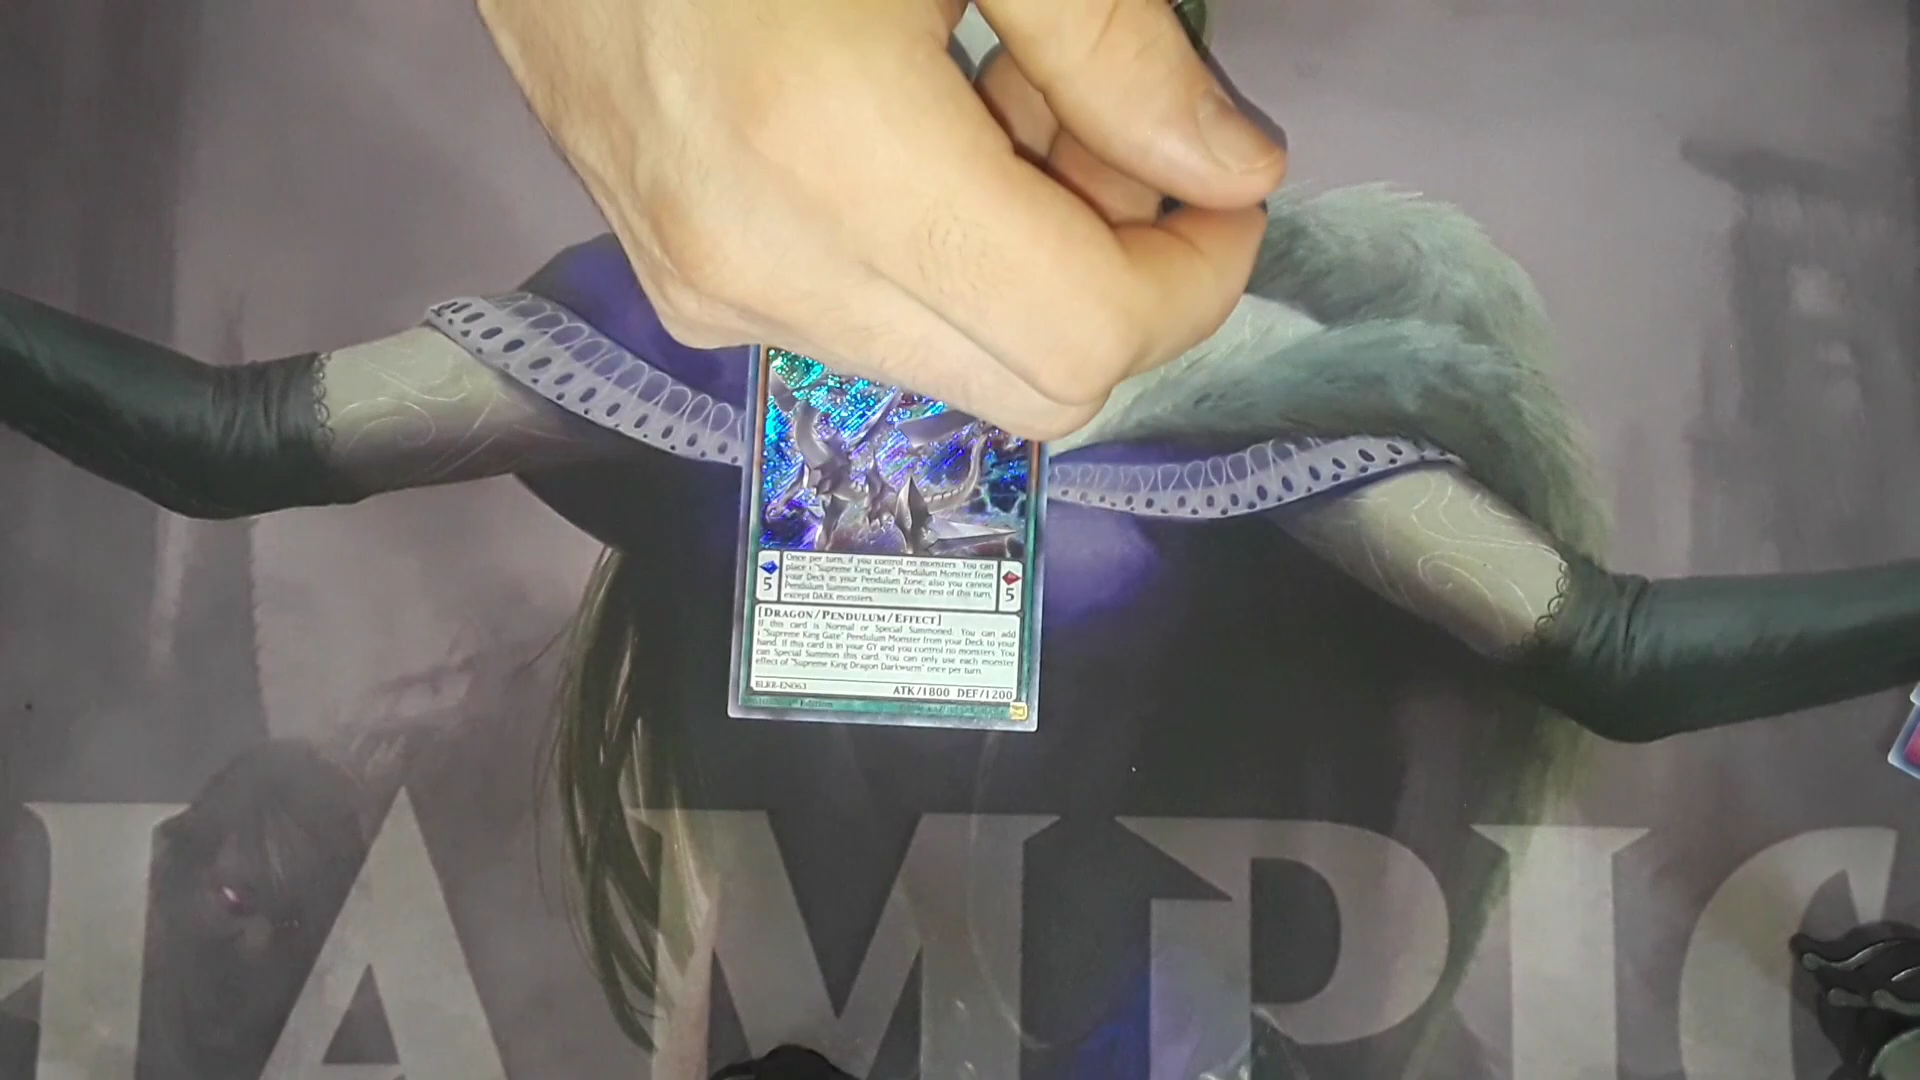 Once per turn, if you control no monsters: You can
place 1 "Supreme King Gate" Pendulum Monster from
your Deck in your Pendulum Zone, also you cannot
Pendulum Summon monsters for the rest of this turn,
except DARK monsters.
5
5
[DRAGON/PENDULUM/EFFECT]
If this card is Normal or Special Summoned: You can add
1 "Supreme King Gate" Pendulum Monster from your Deck to your
hand. If this card is in your GY and you control no monsters: You
can Special Summon this card. You can only use each monster
effect of "Supreme King Dragon Darkwurm" once per turn.
BLRR-EN063
ATK/1800 DEF/1200
Edition
HAMPIO